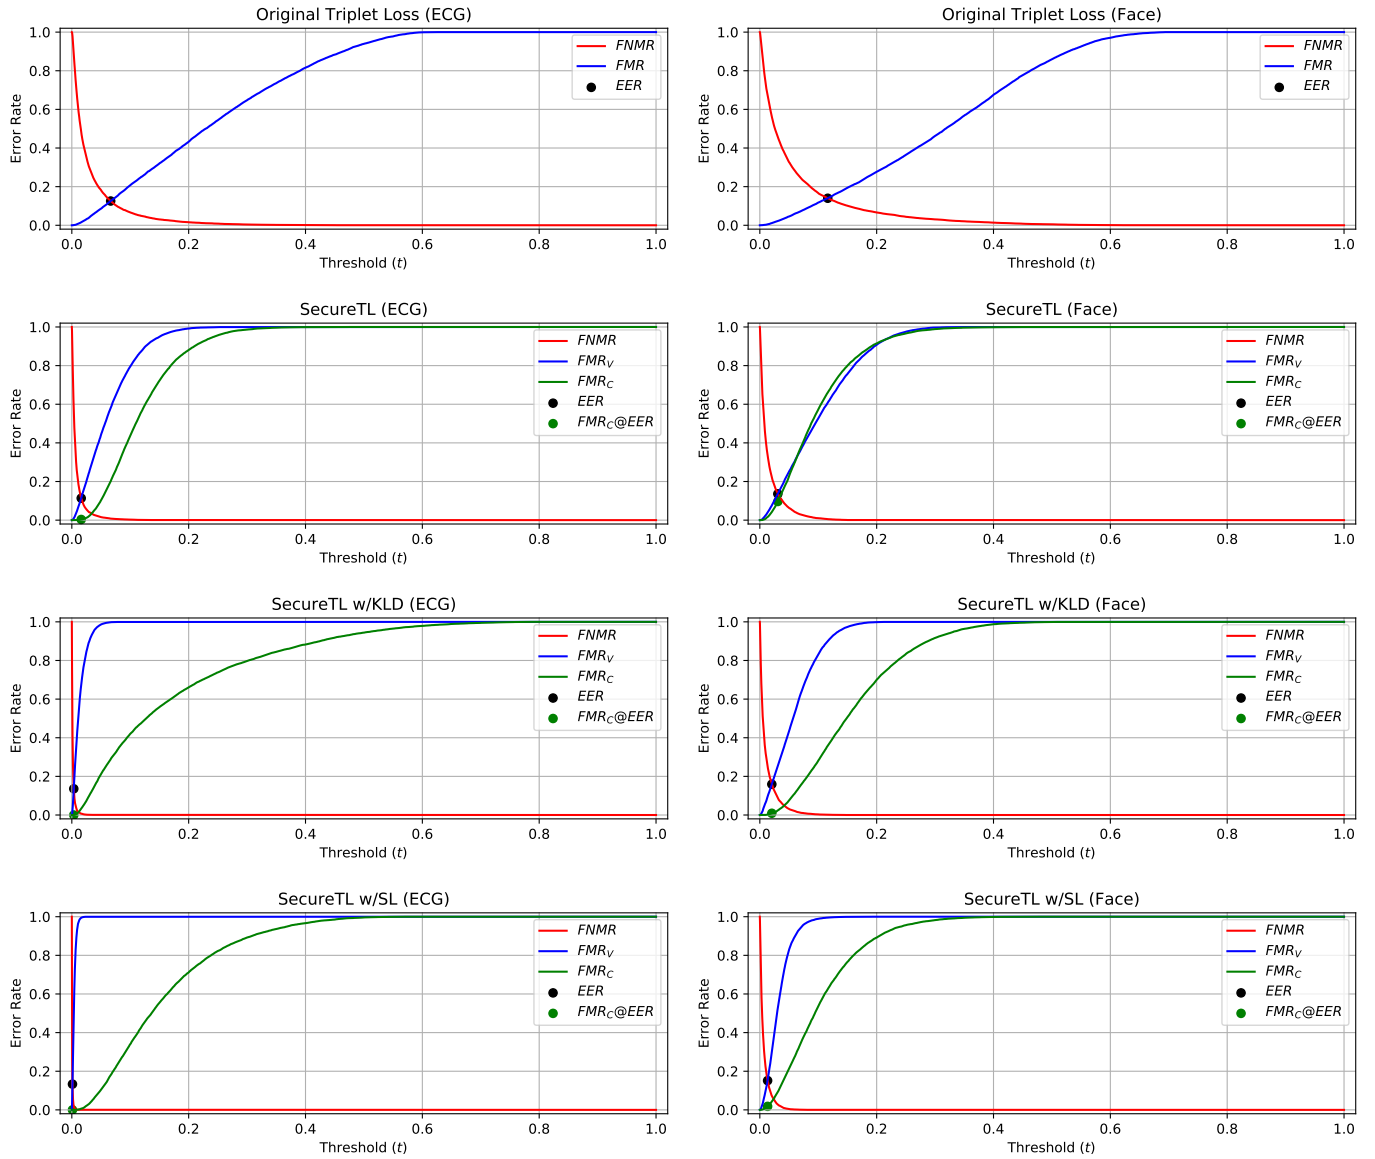 Original Triplet Loss (ECG)
Error Rate
1.0
0.8
0.6
0.4
0.2
0.0
FNMR
FMR
EER
0.0 0.2 0.4 0.6 0.8 1.0
Threshold (t)
Original Triplet Loss (Face)
Error Rate
1.0
0.8
0.6
0.4
0.2
0.0
FNMR
FMR
EER
0.0 0.2 0.4 0.6 0.8 1.0
Threshold (t)
SecureTL (ECG)
Error Rate
1.0
0.8
0.6
0.4
0.2
0.0
FNMR
FMR_V
FMR_C
EER
FMR_C@EER
0.0 0.2 0.4 0.6 0.8 1.0
Threshold (t)
SecureTL (Face)
Error Rate
1.0
0.8
0.6
0.4
0.2
0.0
FNMR
FMR_V
FMR_C
EER
FMR_C@EER
0.0 0.2 0.4 0.6 0.8 1.0
Threshold (t)
SecureTL w/KLD (ECG)
Error Rate
1.0
0.8
0.6
0.4
0.2
0.0
FNMR
FMR_V
FMR_C
EER
FMR_C@EER
0.0 0.2 0.4 0.6 0.8 1.0
Threshold (t)
SecureTL w/KLD (Face)
Error Rate
1.0
0.8
0.6
0.4
0.2
0.0
FNMR
FMR_V
FMR_C
EER
FMR_C@EER
0.0 0.2 0.4 0.6 0.8 1.0
Threshold (t)
SecureTL w/SL (ECG)
Error Rate
1.0
0.8
0.6
0.4
0.2
0.0
FNMR
FMR_V
FMR_C
EER
FMR_C@EER
0.0 0.2 0.4 0.6 0.8 1.0
Threshold (t)
SecureTL w/SL (Face)
Error Rate
1.0
0.8
0.6
0.4
0.2
0.0
FNMR
FMR_V
FMR_C
EER
FMR_C@EER
0.0 0.2 0.4 0.6 0.8 1.0
Threshold (t)